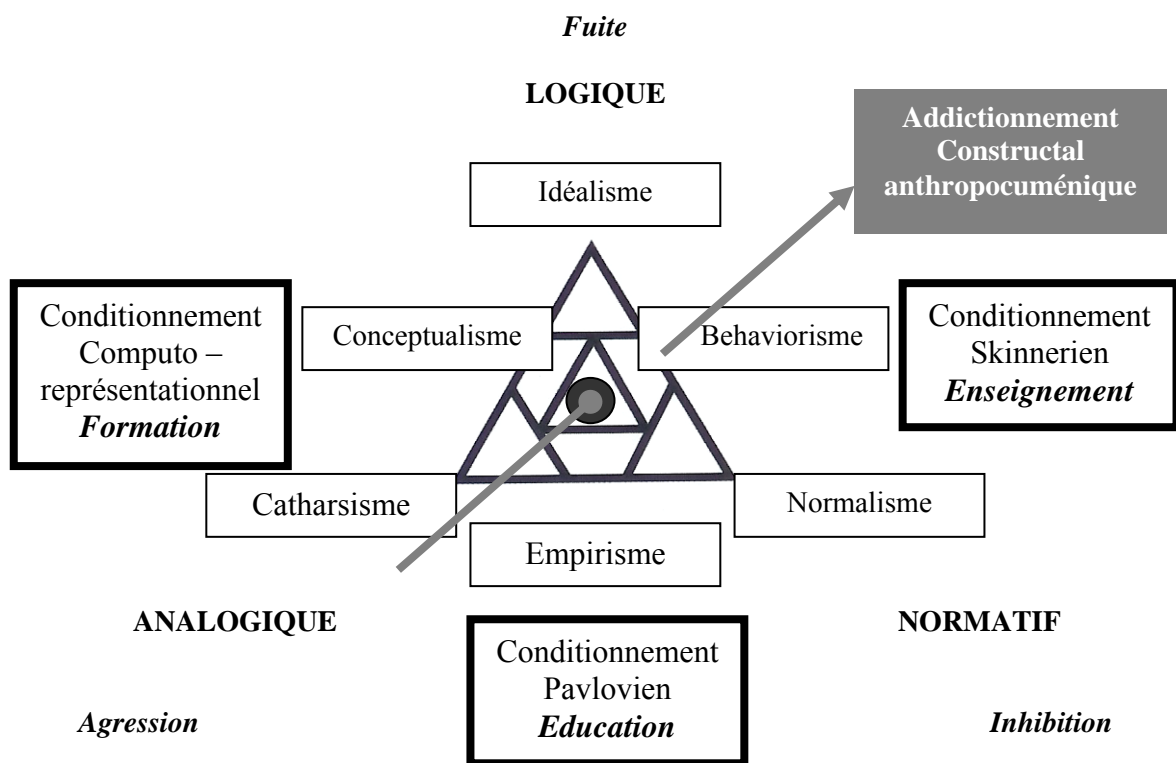 Fuite
LOGIQUE
Addictionnement
Constructal
anthropocuménique
Idéalisme
Conditionnement
Computo –
représentationnel
Formation
Conceptualisme
Behaviorisme
Conditionnement
Skinnerien
Enseignement
Catharsisme
Normalisme
Empirisme
ANALOGIQUE
NORMATIF
Conditionnement
Pavlovien
Education
Agression
Inhibition